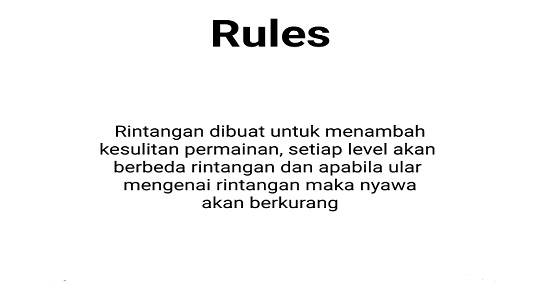 Rules
Rintangan dibuat untuk menambah
kesulitan permainan, setiap level akan
berbeda rintangan dan apabila ular
mengenai rintangan maka nyawa
akan berkurang